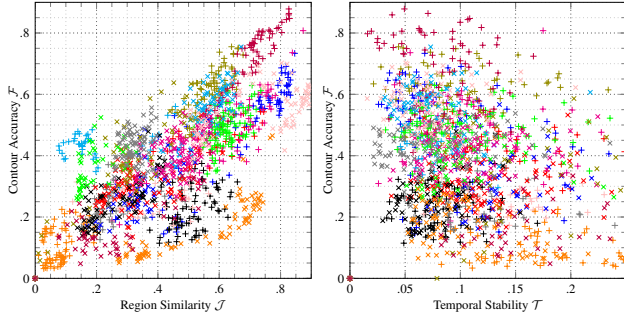 Contour Accuracy 𝓕
.8
.6
.4
.2
0
0 .2 .4 .6 .8
Region Similarity 𝓙
Contour Accuracy 𝓕
.8
.6
.4
.2
0
0 .05 .1 .15 .2 .25
Temporal Stability 𝓣